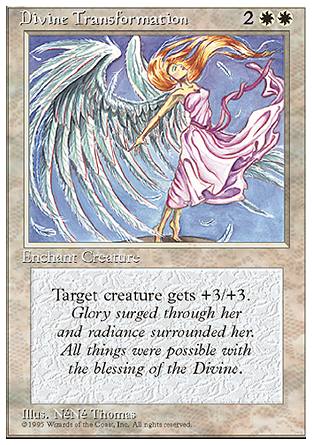 Divine Transformation 2
Enchant Creature
Target creature gets +3/+3.
Glory surged through her
and radiance surrounded her.
All things were possible with
the blessing of the Divine.
Illus. NéNé Thomas
©1995 Wizards of the Coast, Inc. All rights reserved.